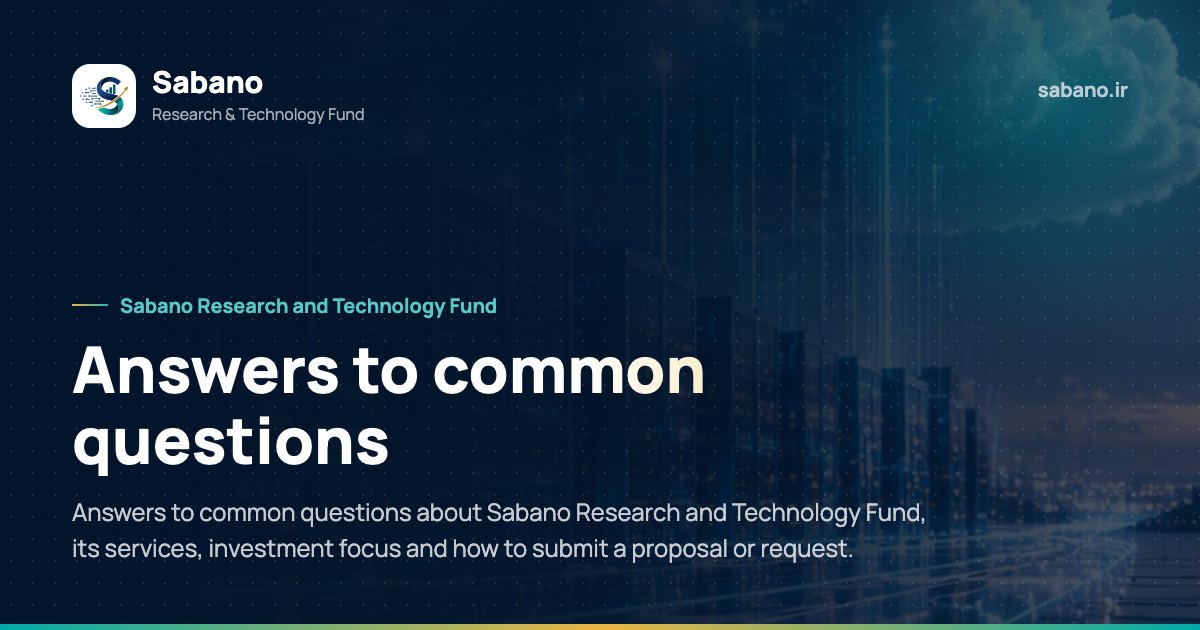 Sabano
Research & Technology Fund
sabano.ir
Sabano Research and Technology Fund
Answers to common
questions
Answers to common questions about Sabano Research and Technology Fund,
its services, investment focus and how to submit a proposal or request.